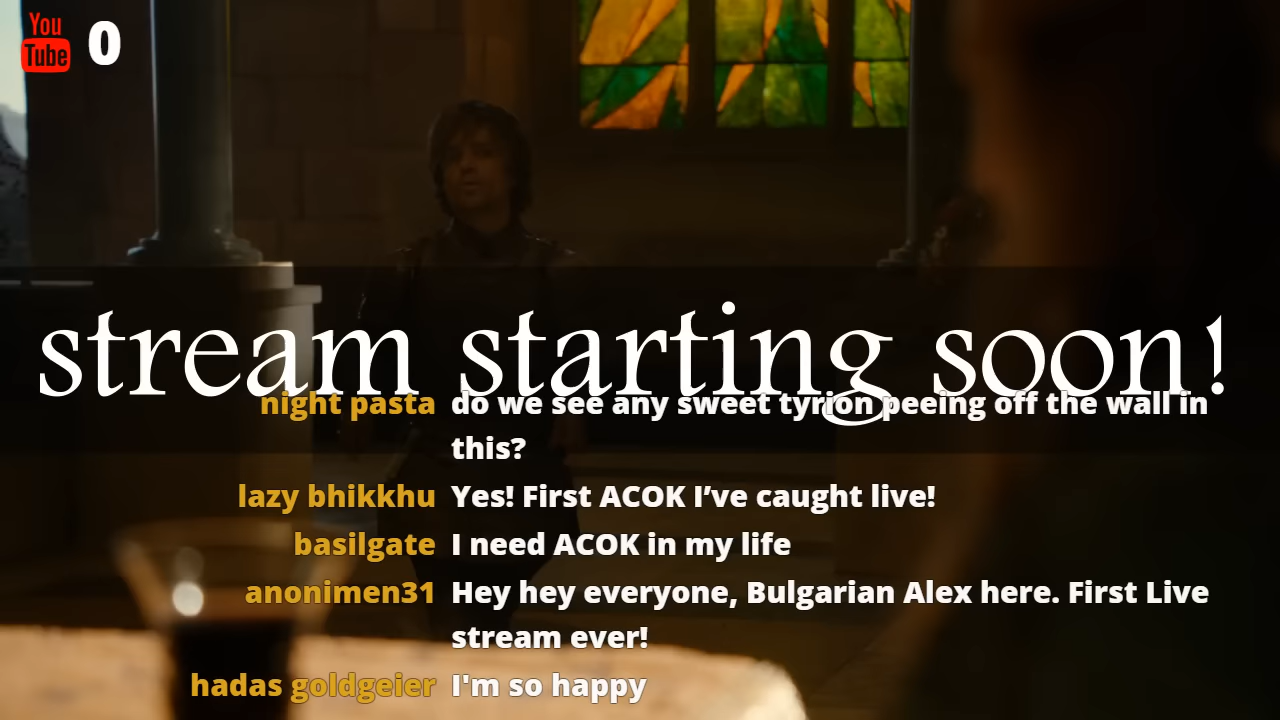 You
Tube 0
stream starting soon!
night pasta do we see any sweet tyrion peeing off the wall in
this?
lazy bhikkhu Yes! First ACOK I’ve caught live!
basilgate I need ACOK in my life
anonimen31 Hey hey everyone, Bulgarian Alex here. First Live
stream ever!
hadas goldgeier I'm so happy